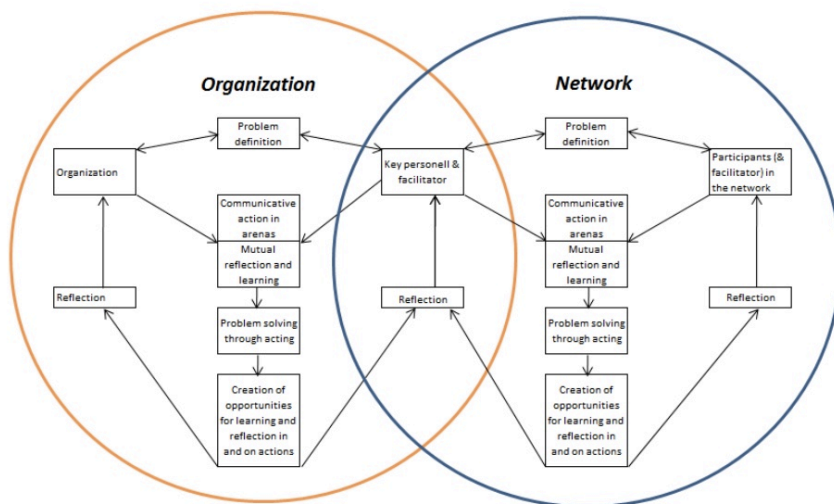 Organization
Network
Problem
definition
Problem
definition
Organization
Key personell &
facilitator
Participants (&
facilitator) in
the network
Communicative
action in
arenas
Mutual
reflection and
learning
Communicative
action in
arenas
Mutual
reflection and
learning
Reflection
Reflection
Reflection
Problem solving
through acting
Problem solving
through acting
Creation of
opportunities
for learning and
reflection in
and on actions
Creation of
opportunities
for learning and
reflection in
and on actions